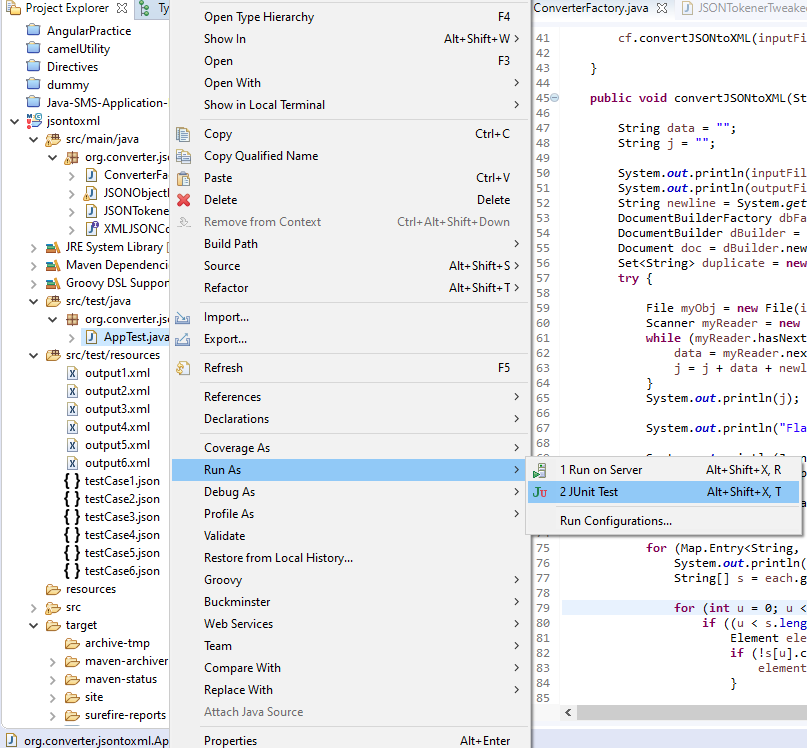 Project Explorer
Ty
AngularPractice
camelUtility
Directives
dummy
Java-SMS-Application-
jsontoxml
src/main/java
org.converter.jso
ConverterFa
JSONObject
JSONTokene
XMLJSONCo
JRE System Library [
Maven Dependenci
Groovy DSL Suppor
src/test/java
org.converter.jso
AppTest.java
src/test/resources
output1.xml
output2.xml
output3.xml
output4.xml
output5.xml
output6.xml
testCase1.json
testCase2.json
testCase3.json
testCase4.json
testCase5.json
testCase6.json
resources
src
target
archive-tmp
maven-archiver
maven-status
site
surefire-reports
org.converter.jsontoxml.Ap
Open Type Hierarchy F4
Show In Alt+Shift+W >
Open F3
Open With >
Show in Local Terminal >
Copy Ctrl+C
Copy Qualified Name
Paste Ctrl+V
Delete Delete
Remove from Context Ctrl+Alt+Shift+Down
Build Path >
Source Alt+Shift+S >
Refactor Alt+Shift+T >
Import...
Export...
Refresh F5
References >
Declarations >
Coverage As >
Run As >
Debug As >
Profile As >
Validate
Restore from Local History...
Groovy >
Buckminster >
Web Services >
Team >
Compare With >
Replace With >
Attach Java Source
Properties Alt+Enter
1 Run on Server Alt+Shift+X, R
Ju 2 JUnit Test Alt+Shift+X, T
Run Configurations...
ConverterFactory.java
JSONTokenerTweake
41 cf.convertJSONtoXML(inputFi
42
43 }
44
45 public void convertJSONtoXML(St
46
47 String data = "";
48 String j = "";
49
50 System.out.println(inputFil
51 System.out.println(outputFi
52 String newline = System.get
53 DocumentBuilderFactory dbFa
54 DocumentBuilder dBuilder =
55 Document doc = dBuilder.new
56 Set<String> duplicate = new
57 try {
58
59 File myObj = new File(i
60 Scanner myReader = new
61 while (myReader.hasNext
62 data = myReader.nex
63 j = j + data + newl
64 }
65 System.out.println(j);
66
67 System.out.println("Fla
68
75 for (Map.Entry<String,
76 System.out.println(
77 String[] s = each.g
78
79 for (int u = 0; u <
80 if ((u < s.leng
81 Element ele
82 if (!s[u].c
83 element
84 }
85